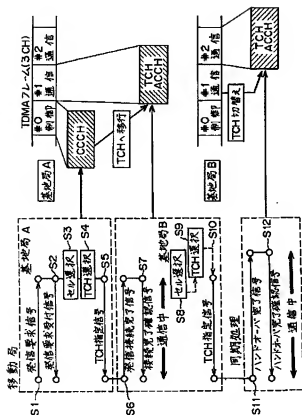 TDMAフレーム(3CH)
#0 #1 #2
制御 通信 通信
基地局A
CCCH
TCHへ移行
TCH
ACCH
基地局B
#0 #1 #2
制御 通信 通信
TCH切替え
TCH
ACCH
移動局
基地局A
S1
発信要求信号
S2
発信要求受付信号
S3
セル選択
S4
TCH選択
S5
TCH指定信号
S6
発信接続完了信号
S7
接続完了確認信号
通信中
基地局B
S8
セル選択
S9
TCH選択
S10
TCH指定信号
同期処理
S11
ハンドオーバ完了信号
S12
ハンドオーバ完了確認信号
通信中